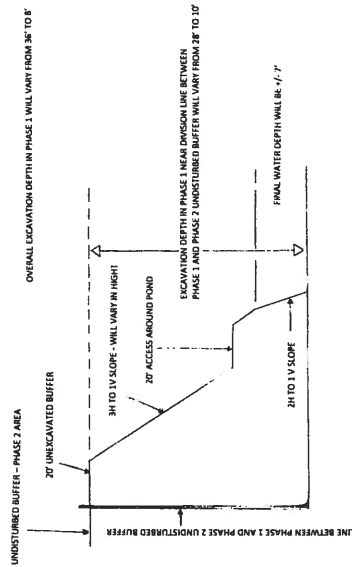 UNDISTURBED BUFFER – PHASE 2 AREA
20' UNEXCAVATED BUFFER
OVERALL EXCAVATION DEPTH IN PHASE 1 WILL VARY FROM 36' TO 8'
3H TO 1V SLOPE - WILL VARY IN HIGHT
20' ACCESS AROUND POND
EXCAVATION DEPTH IN PHASE 1 NEAR DIVISION LINE BETWEEN
PHASE 1 AND PHASE 2 UNDISTURBED BUFFER WILL VARY FROM 28' TO 10'
FINAL WATER DEPTH WILL BE +/- 7'
2H TO 1 V SLOPE
LINE BETWEEN PHASE 1 AND PHASE 2 UNDISTURBED BUFFER